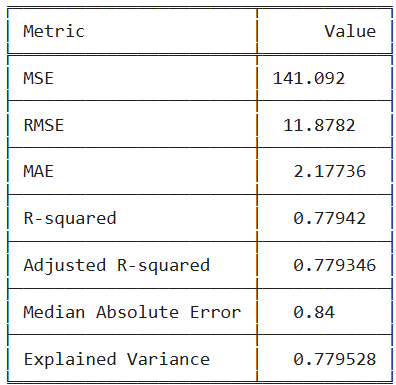 Metric Value
MSE 141.092
RMSE 11.8782
MAE 2.17736
R-squared 0.77942
Adjusted R-squared 0.779346
Median Absolute Error 0.84
Explained Variance 0.779528